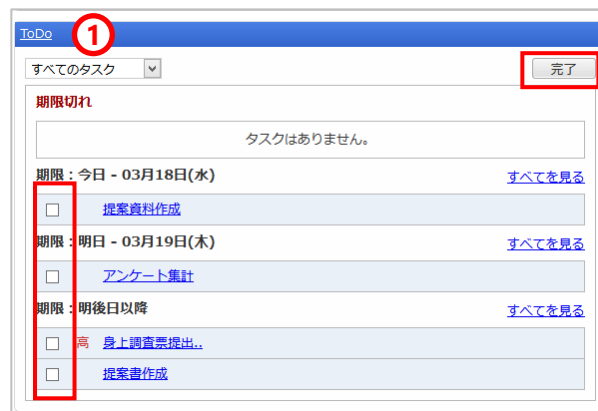 ToDo ①
すべてのタスク 完了
期限切れ
タスクはありません。
期限：今日 - 03月18日(水) すべてを見る
提案資料作成
期限：明日 - 03月19日(木) すべてを見る
アンケート集計
期限：明後日以降 すべてを見る
高 身上調査票提出..
提案書作成